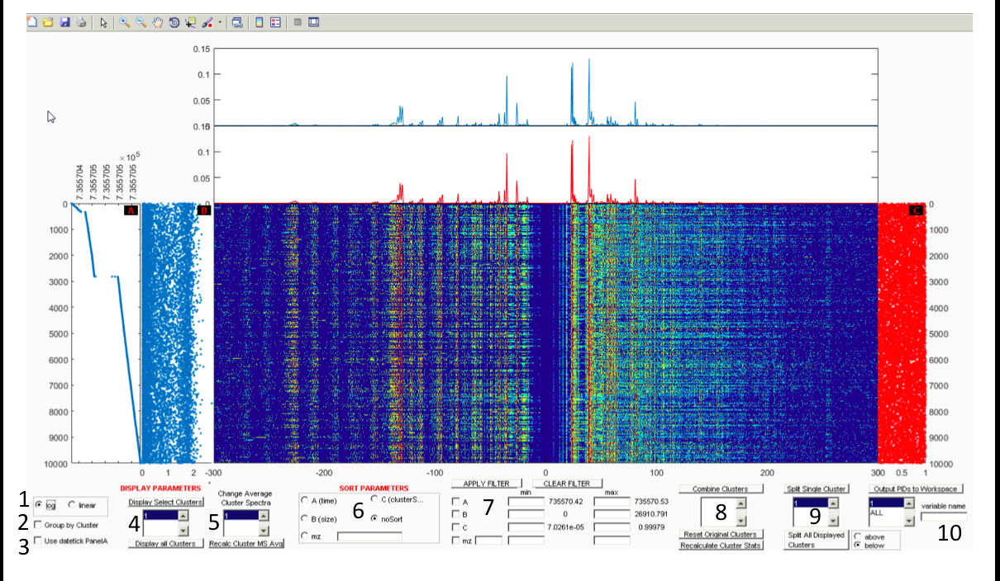 0.15
0.1
0.05
0.15
0
0.1
0.05
0
× 10^5
7.355704
7.355705
7.355705
7.355705
7.355705
A
B
C
0
1000
2000
3000
4000
5000
6000
7000
8000
9000
10000
0
1000
2000
3000
4000
5000
6000
7000
8000
9000
10000
0 1 2 -300 -200 -100 0 100 200 300 0.5 1
1
log linear
2
Group by Cluster
3
Use datetick PanelA
DISPLAY PARAMETERS
Display Select Clusters
4
1
Display all Clusters
Change Average
Cluster Spectra
5
1
Recalc Cluster MS Avg
SORT PARAMETERS
A (time) C (clusterS...
6
B (size) noSort
mz
APPLY FILTER CLEAR FILTER
min max
7
A 735570.42 735570.53
B 0 26910.791
C 7.0261e-05 0.99979
mz
Combine Clusters
8
Reset Original Clusters
Recalculate Cluster Stats
Split Single Cluster
1
9
Split All Displayed
Clusters
above
below
Output PIDs to Workspace
1
ALL
variable name
10